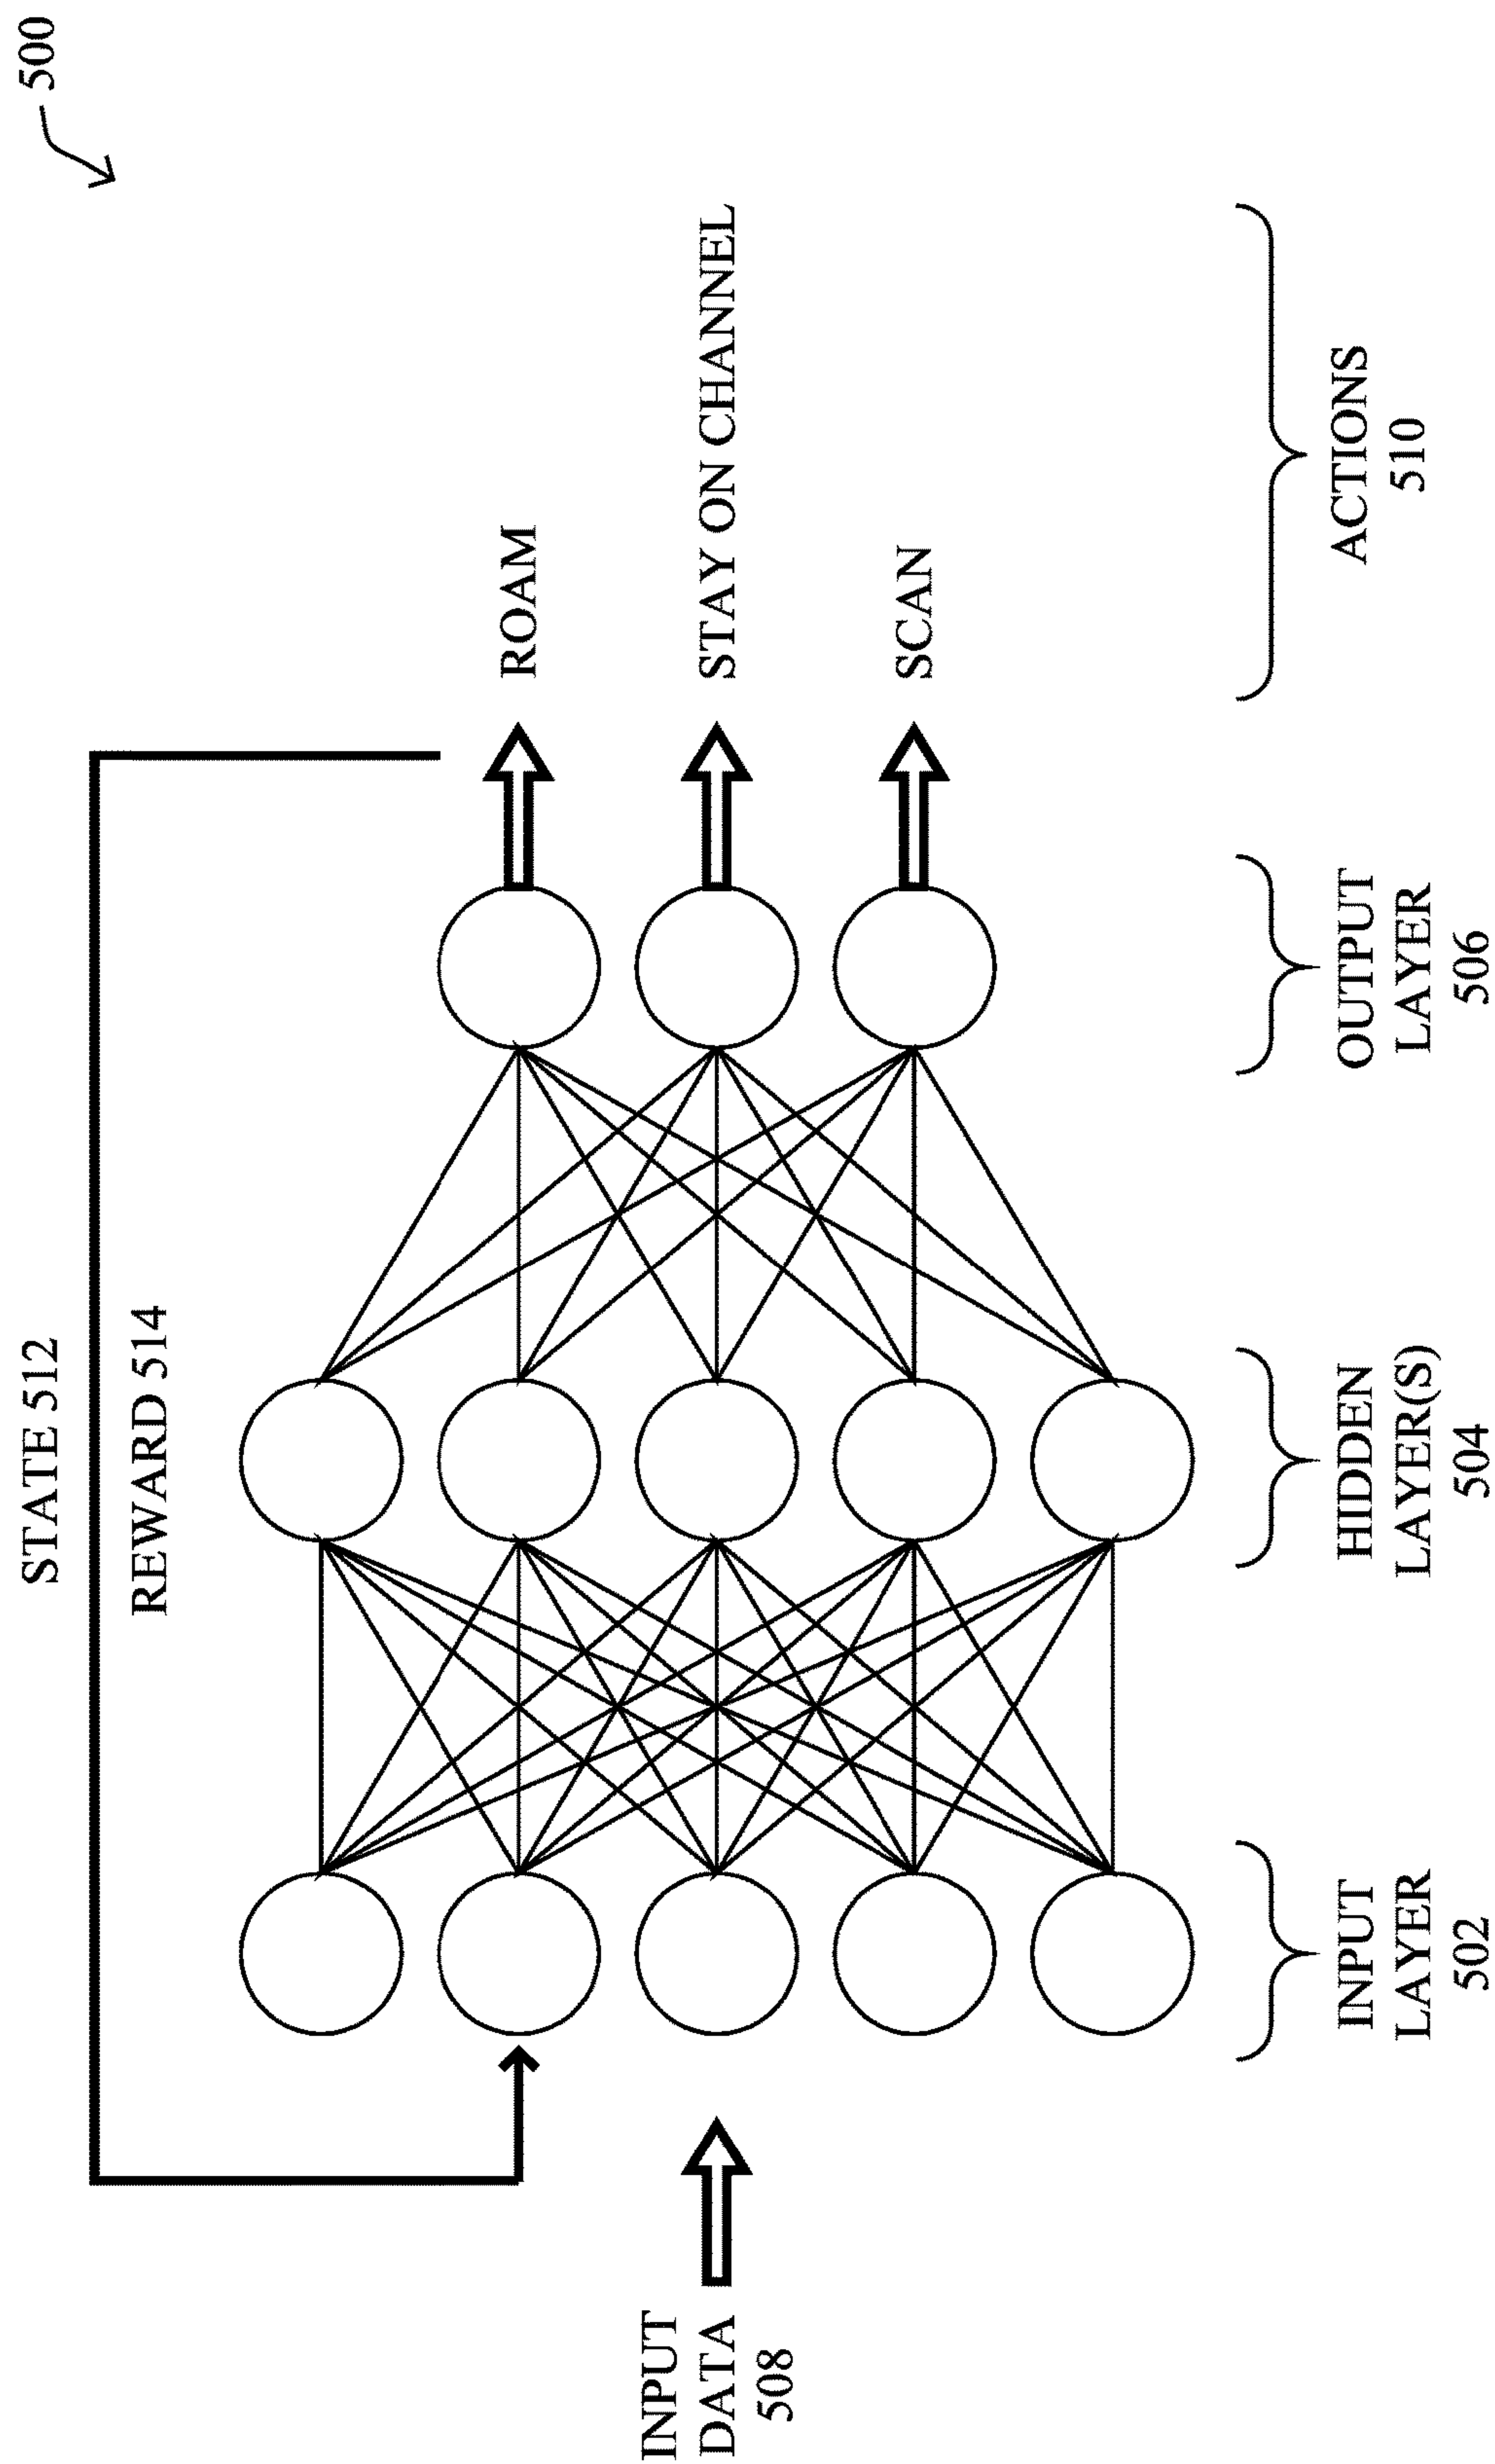 500
STATE 512
REWARD 514
INPUT
DATA
508
ROAM
STAY ON CHANNEL
SCAN
INPUT
LAYER
502
HIDDEN
LAYER(S)
504
OUTPUT
LAYER
506
ACTIONS
510